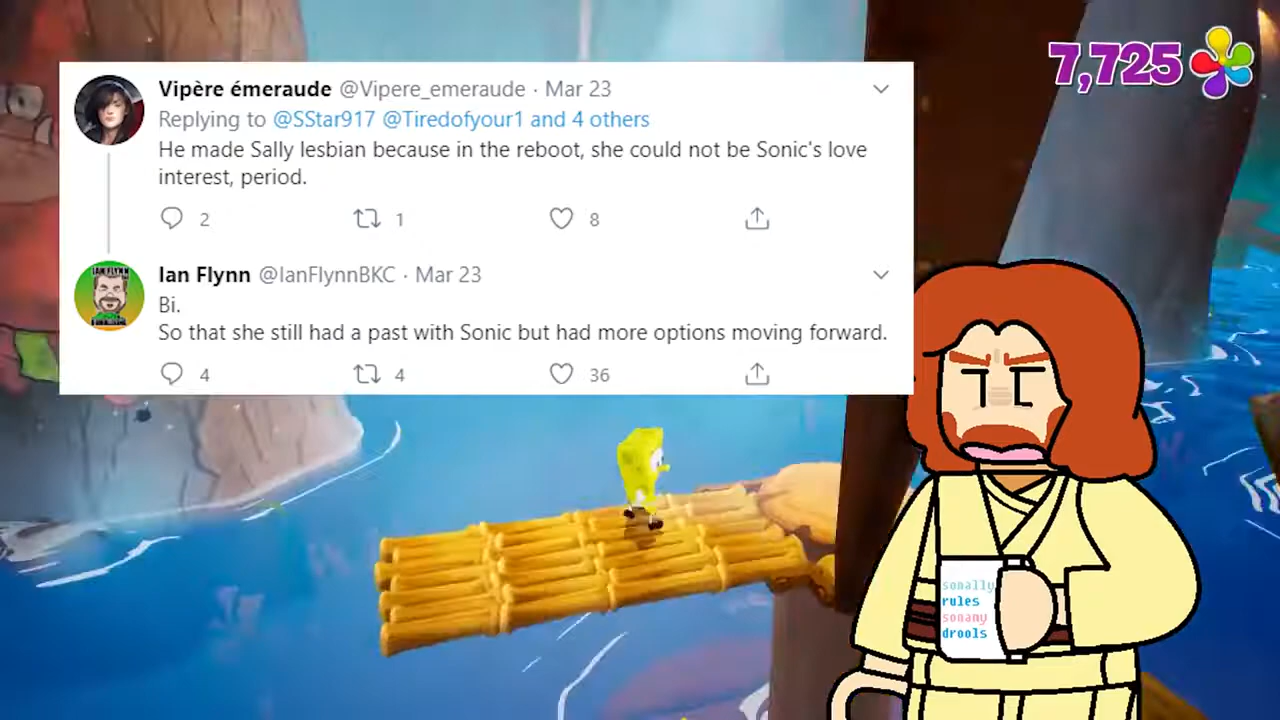 7,725
Vipère émeraude @Vipere_emeraude · Mar 23
Replying to @SStar917 @Tiredofyour1 and 4 others
He made Sally lesbian because in the reboot, she could not be Sonic's love
interest, period.
2 1 8
Ian Flynn @IanFlynnBKC · Mar 23
Bi.
So that she still had a past with Sonic but had more options moving forward.
4 4 36
IAN FLYNN
sonally
rules
sonamy
drools